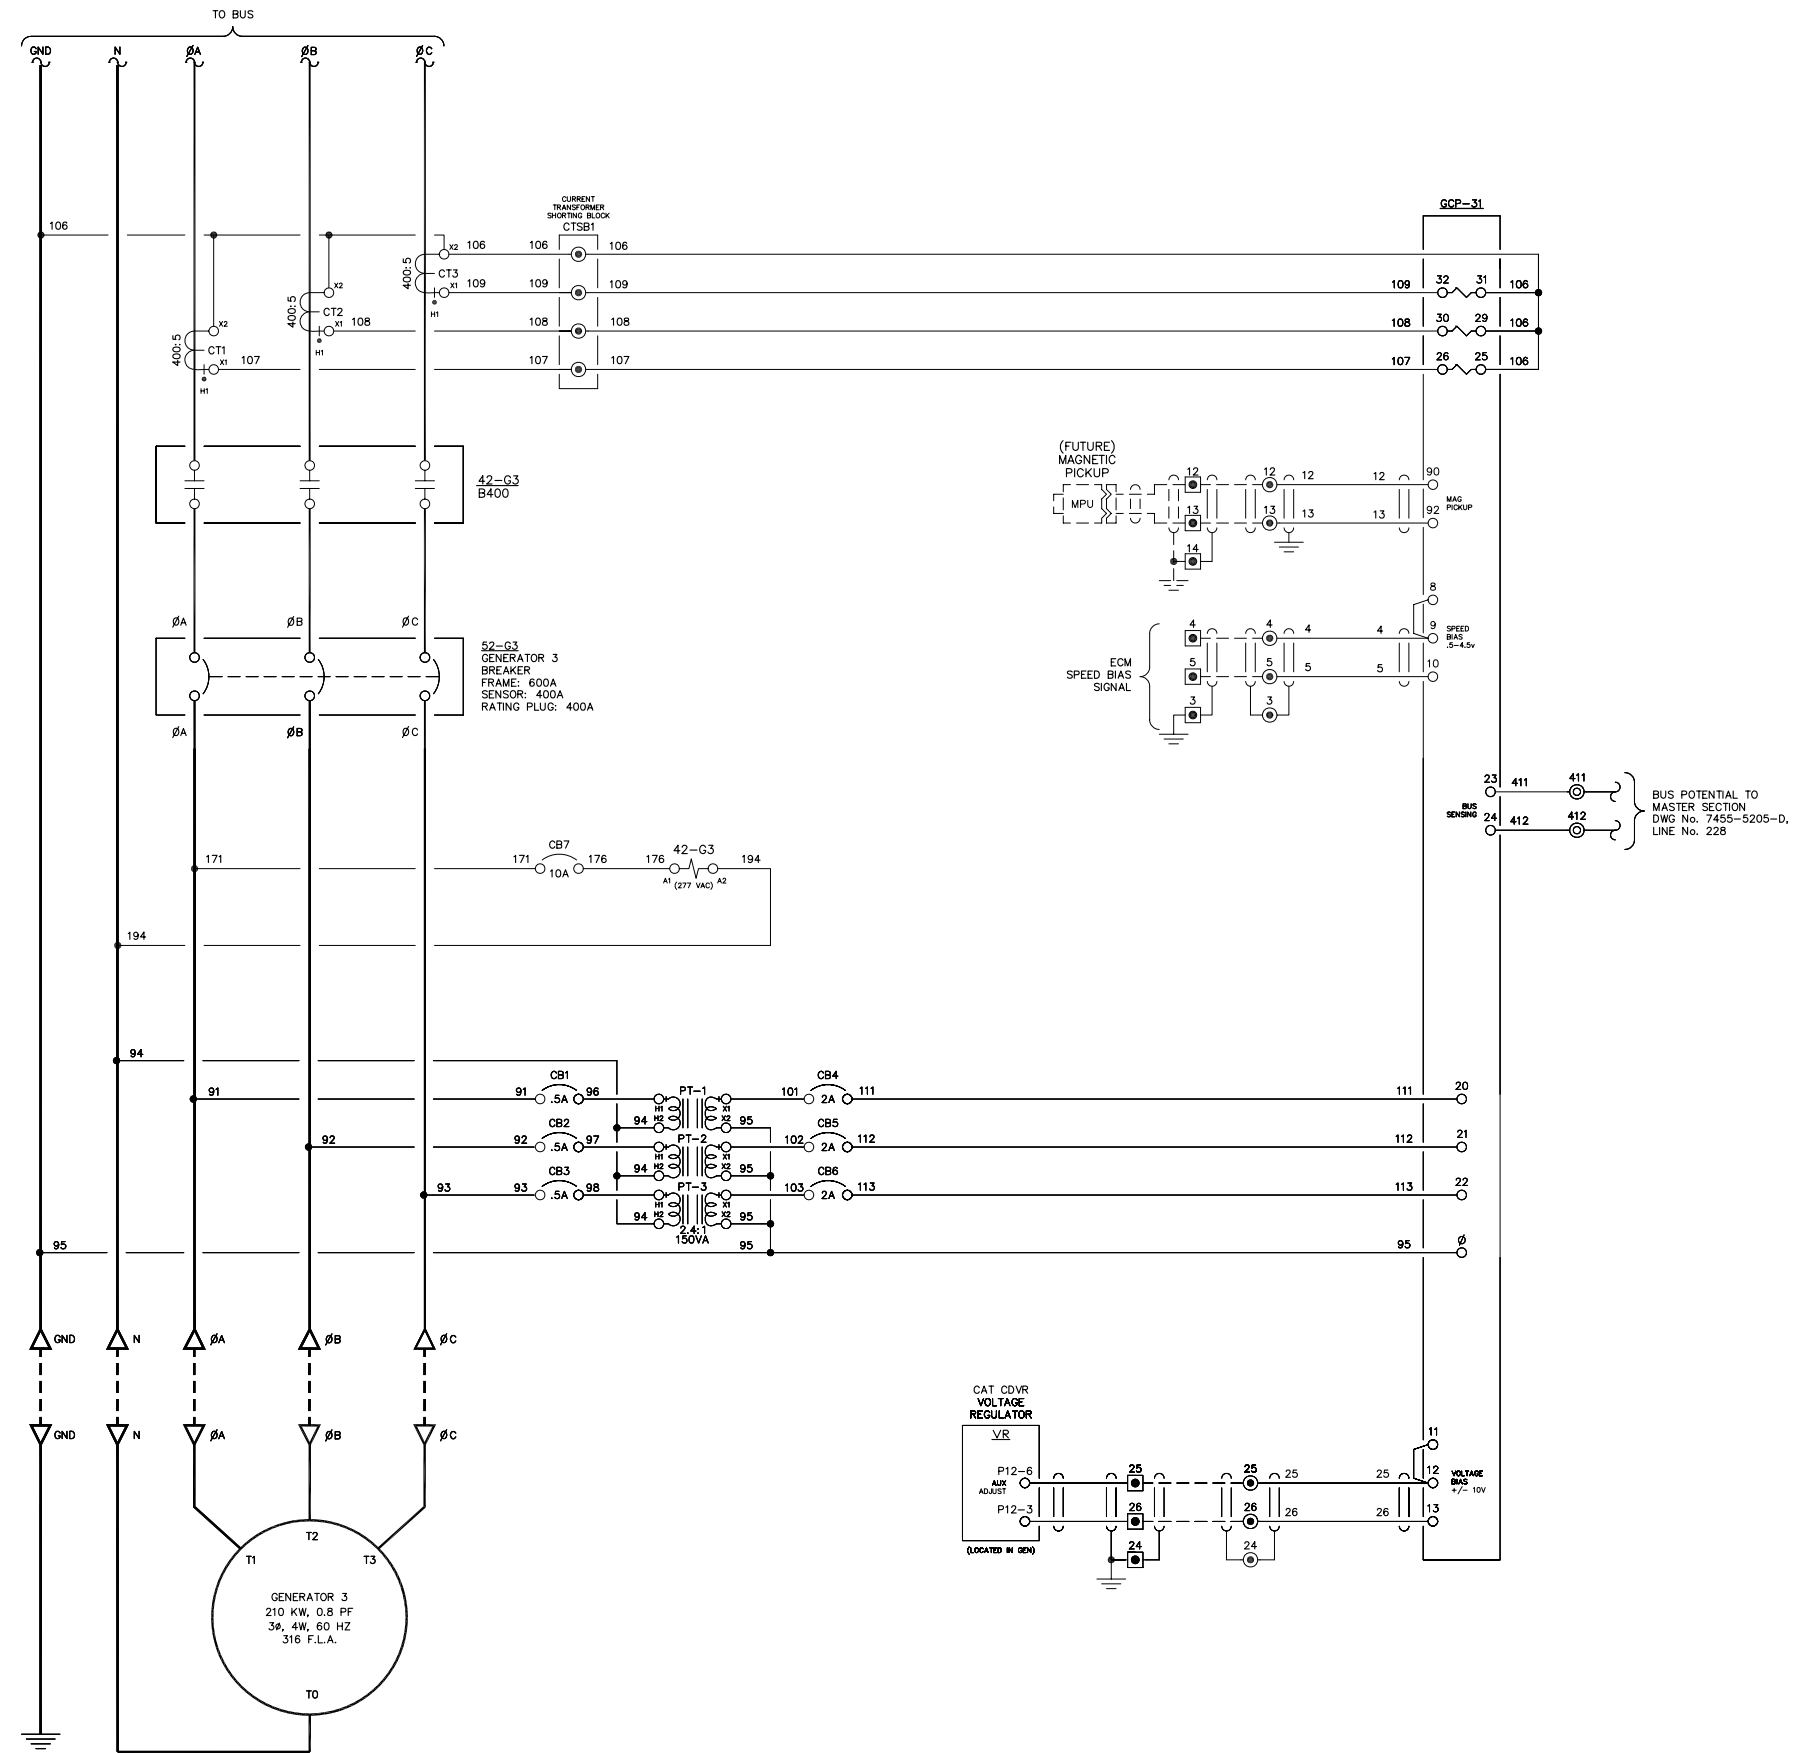 TO BUS
GND N ØA ØB ØC
106
CURRENT
TRANSFORMER
SHORTING BLOCK
CTSB1
GCP-31
X2 106 106 106
400:5 CT3
X1 109 109 109 109 32 31 106
H1
X2
400:5 CT2
X1 108 108 108 108 30 29 106
H1
X2
400:5 CT1
X1 107 107 107 107 26 25 106
H1
42-G3
B400
(FUTURE)
MAGNETIC
PICKUP
MPU
12 12 12 12 90
MAG
PICKUP
13 13 13 13 92
14
8
ØA ØB ØC
52-G3
GENERATOR 3
BREAKER
FRAME: 600A
SENSOR: 400A
RATING PLUG: 400A
ØA ØB ØC
ECM
SPEED BIAS
SIGNAL
4 4 4 4 9
SPEED
BIAS
.5-4.5v
5 5 5 5 10
3 3
23 411 411
BUS
SENSING
24 412 412
BUS POTENTIAL TO
MASTER SECTION
DWG No. 7455-5205-D,
LINE No. 228
171 171 CB7 176 176 42-G3 194
10A A1 (277 VAC) A2
194
94
91 91 CB1 96 PT-1 101 CB4 111 111 20
.5A H1 X1 2A
94 H2 X2 95
92 92 CB2 97 PT-2 102 CB5 112 112 21
.5A H1 X1 2A
94 H2 X2 95
93 93 CB3 98 PT-3 103 CB6 113 113 22
.5A H1 X1 2A
94 H2 X2 95
2.4:1
150VA
95 95 95 Ø
GND N ØA ØB ØC
GND N ØA ØB ØC
CAT CDVR
VOLTAGE
REGULATOR
VR
11
P12-6 25 25 25 25 12
AUX
ADJUST
VOLTAGE
BIAS
+/- 10V
P12-3 26 26 26 26 13
24 24
(LOCATED IN GEN)
T1 T2 T3
GENERATOR 3
210 KW, 0.8 PF
3Ø, 4W, 60 HZ
316 F.L.A.
T0